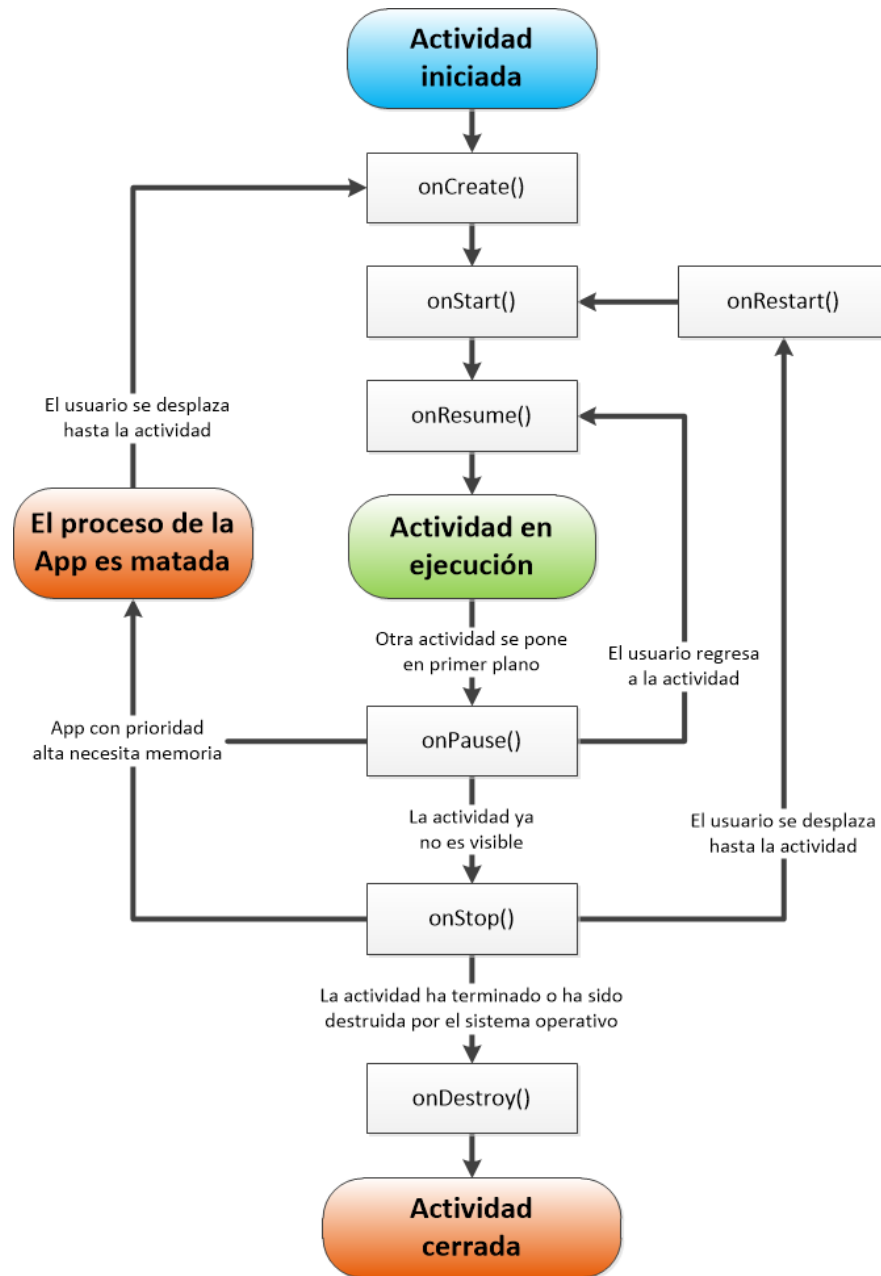 Actividad
iniciada
onCreate()
onStart()
onRestart()
onResume()
El usuario se desplaza
hasta la actividad
El proceso de la
App es matada
Actividad en
ejecución
Otra actividad se pone
en primer plano
El usuario regresa
a la actividad
App con prioridad
alta necesita memoria
onPause()
La actividad ya
no es visible
El usuario se desplaza
hasta la actividad
onStop()
La actividad ha terminado o ha sido
destruida por el sistema operativo
onDestroy()
Actividad
cerrada